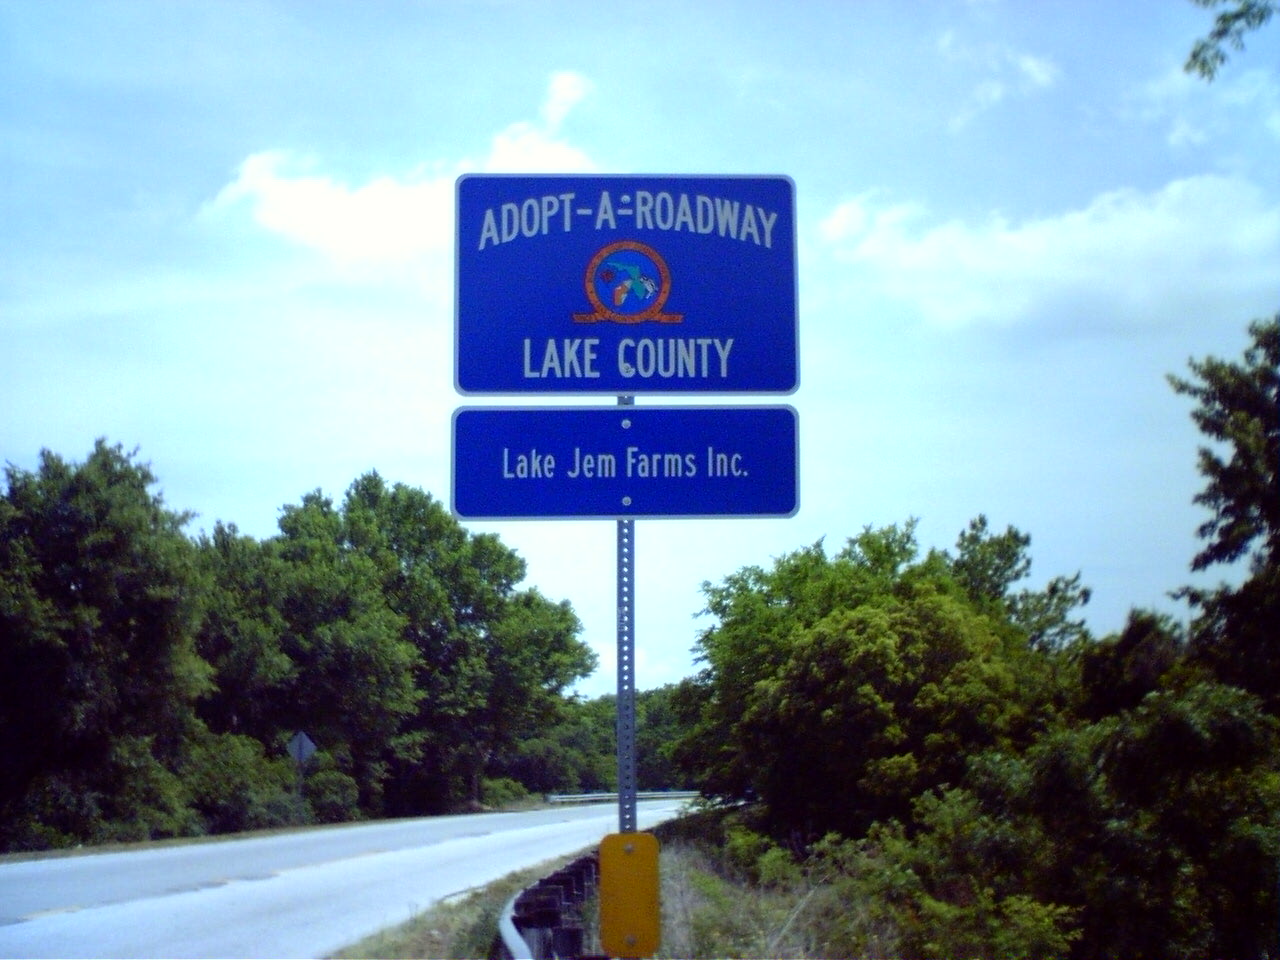 ADOPT-A-ROADWAY
LAKE COUNTY
Lake Jem Farms Inc.